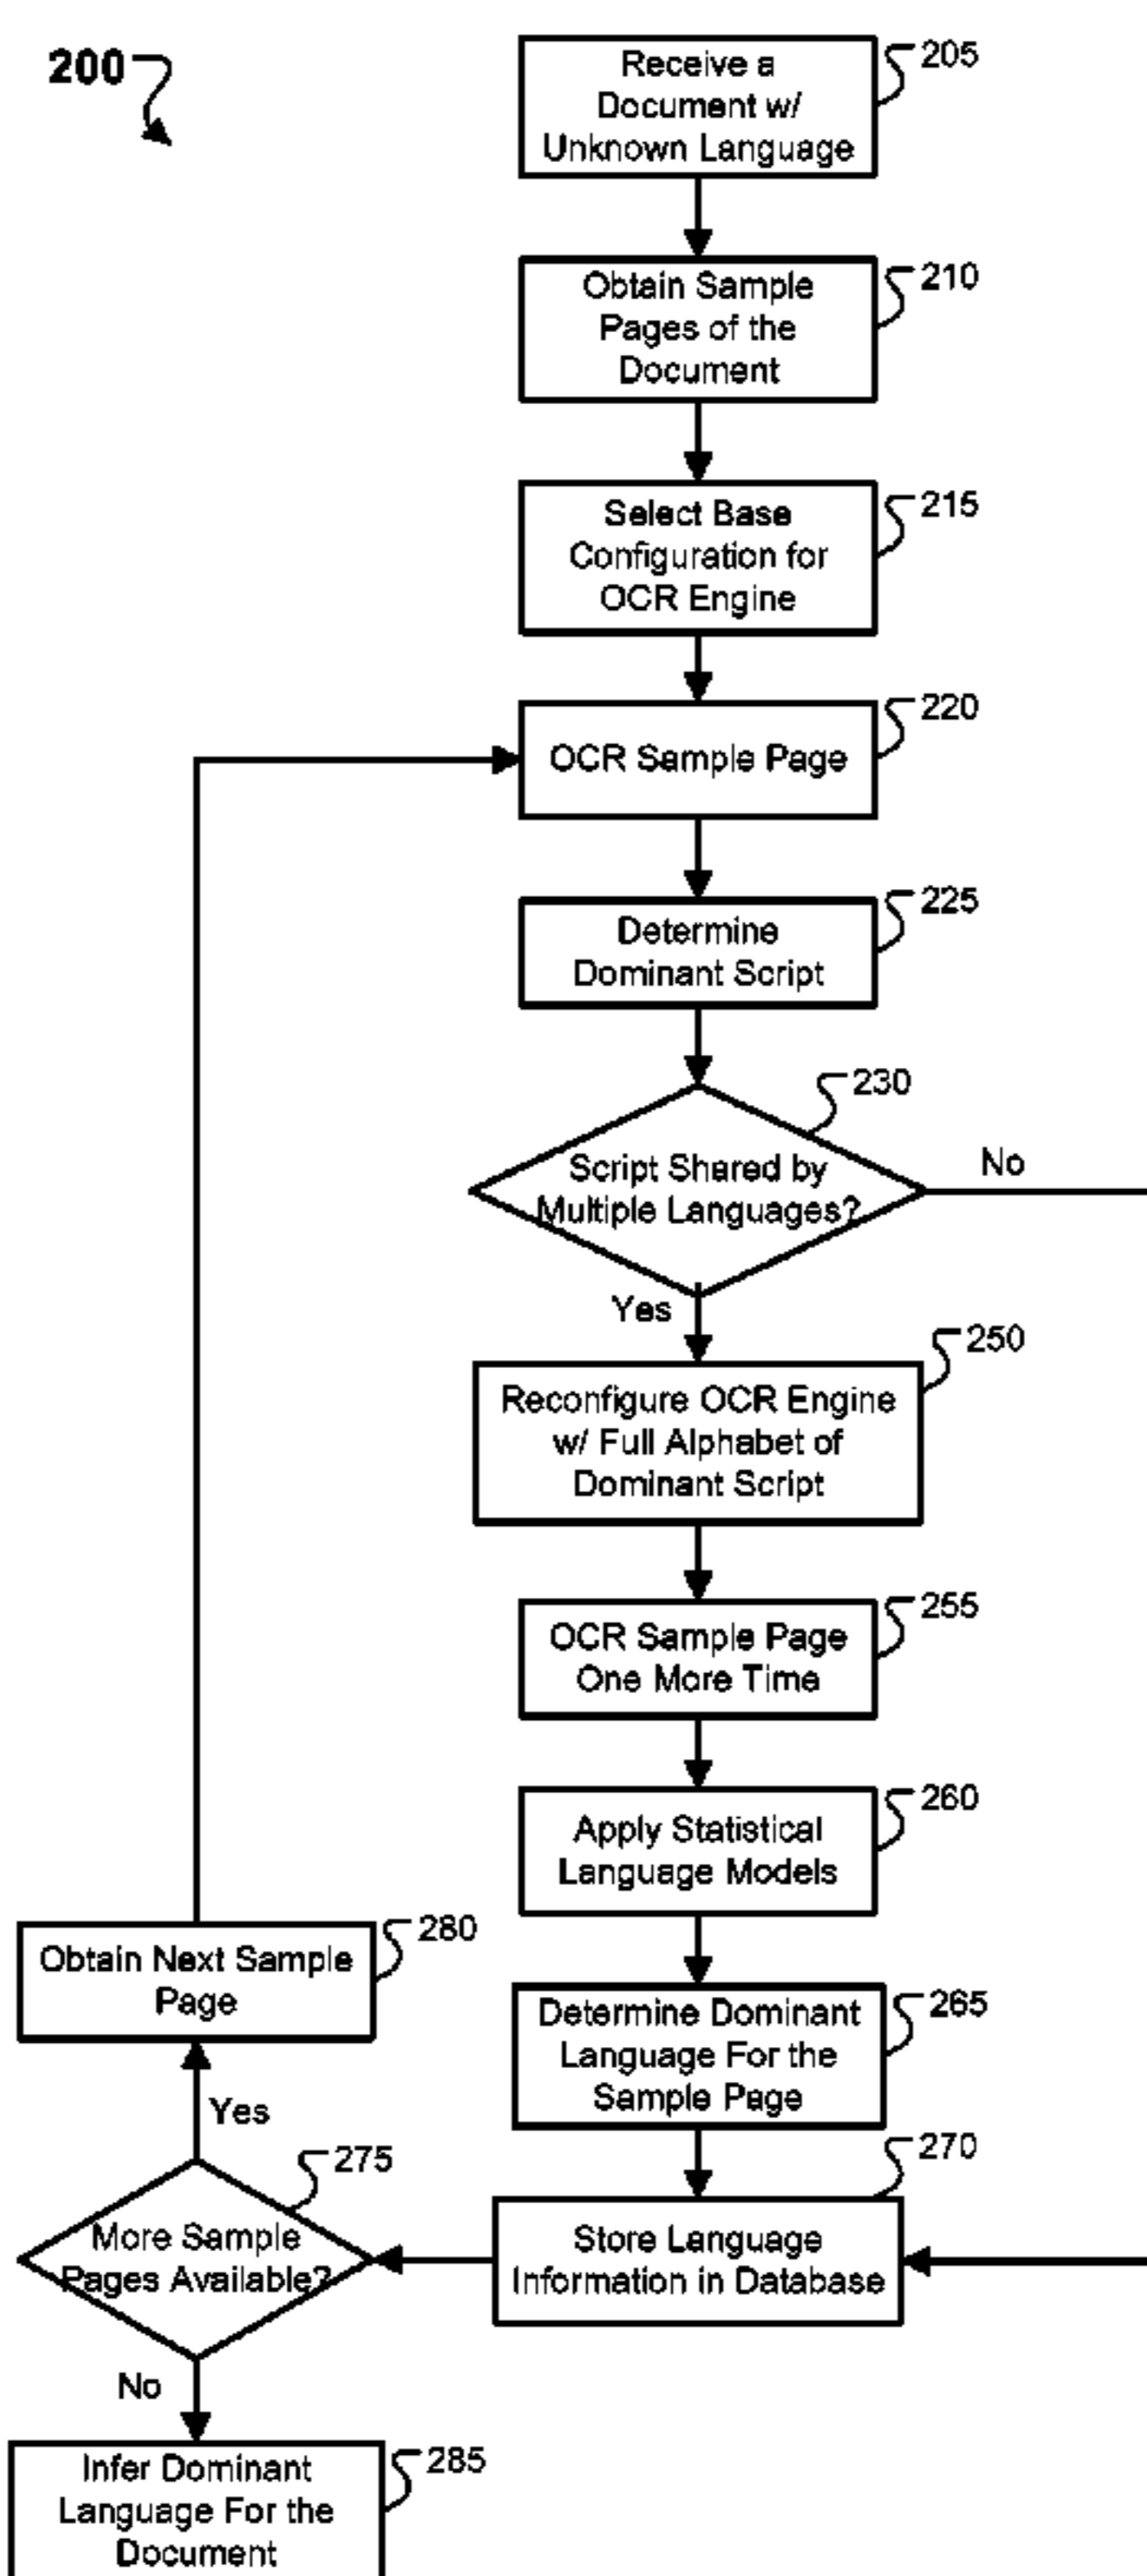 200
Receive a
Document w/
Unknown Language
205
Obtain Sample
Pages of the
Document
210
Select Base
Configuration for
OCR Engine
215
OCR Sample Page
220
Determine
Dominant Script
225
Script Shared by
Multiple Languages?
230
No
Yes
Reconfigure OCR Engine
w/ Full Alphabet of
Dominant Script
250
OCR Sample Page
One More Time
255
Apply Statistical
Language Models
260
Determine Dominant
Language For the
Sample Page
265
Store Language
Information in Database
270
More Sample
Pages Available?
275
Yes
Obtain Next Sample
Page
280
No
Infer Dominant
Language For the
Document
285